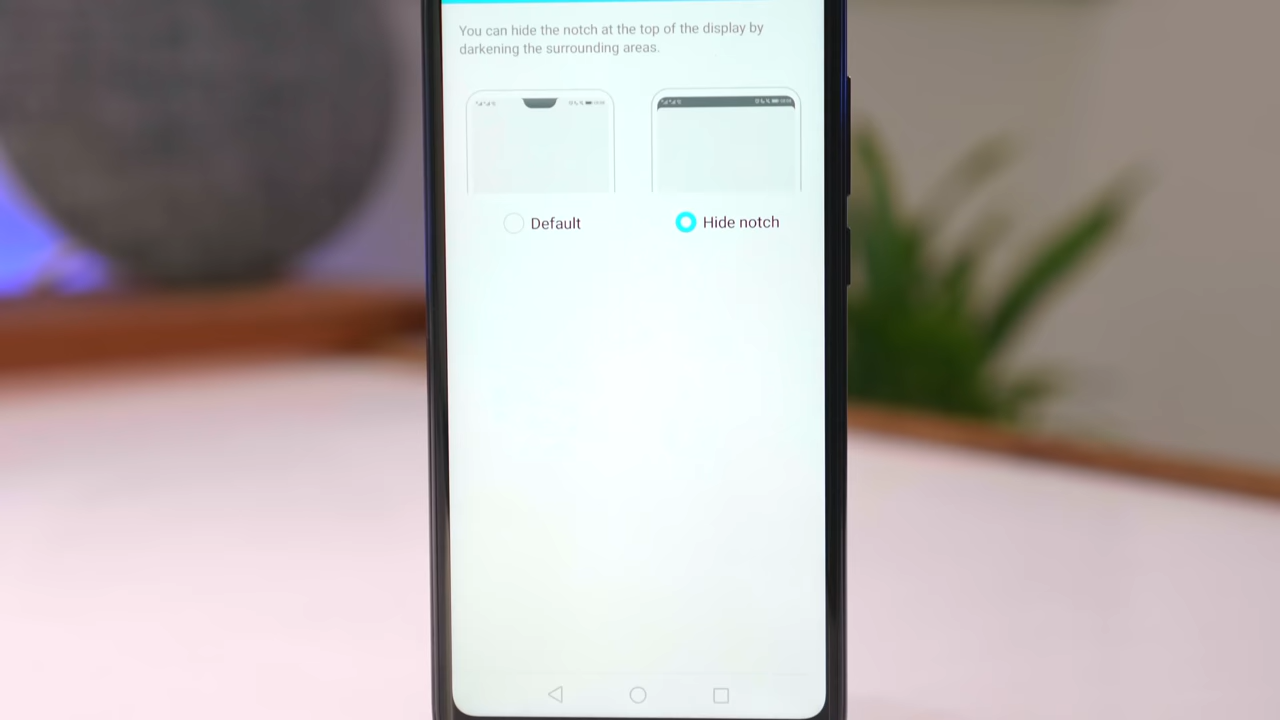 You can hide the notch at the top of the display by
darkening the surrounding areas.
Default
Hide notch